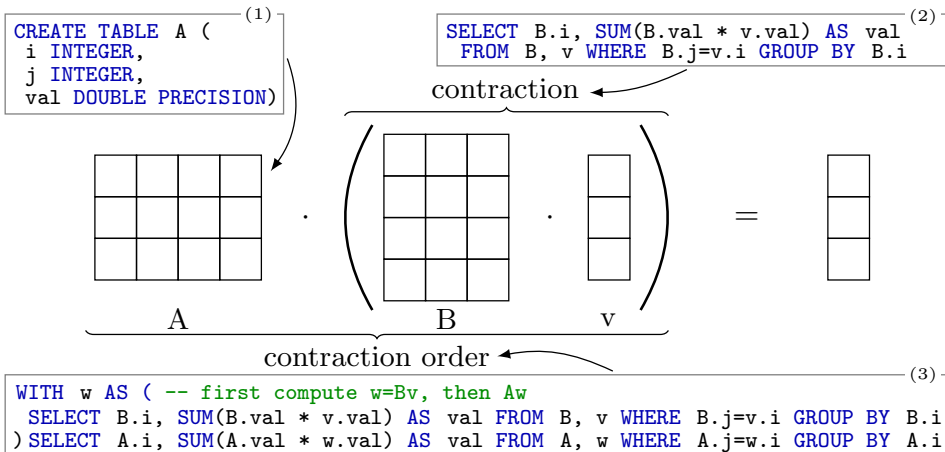 (1)
CREATE TABLE A (
i INTEGER,
j INTEGER,
val DOUBLE PRECISION)
(2)
SELECT B.i, SUM(B.val * v.val) AS val
FROM B, v WHERE B.j=v.i GROUP BY B.i
contraction
· ( · ) =
A B v
contraction order
(3)
WITH w AS ( -- first compute w=Bv, then Aw
SELECT B.i, SUM(B.val * v.val) AS val FROM B, v WHERE B.j=v.i GROUP BY B.i
) SELECT A.i, SUM(A.val * w.val) AS val FROM A, w WHERE A.j=w.i GROUP BY A.i